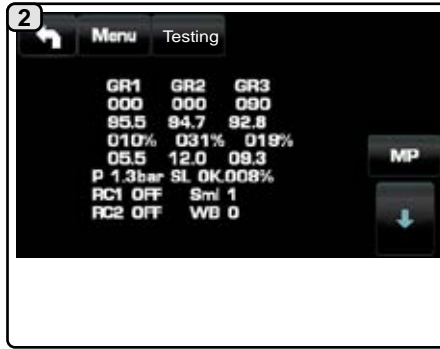 2
Menu Testing
GR1 GR2 GR3
000 000 090
95.5 94.7 92.8
010% 031% 019%
05.5 12.0 09.3
P 1.3bar SL OK.008%
RC1 OFF Sml 1
RC2 OFF WB 0
MP